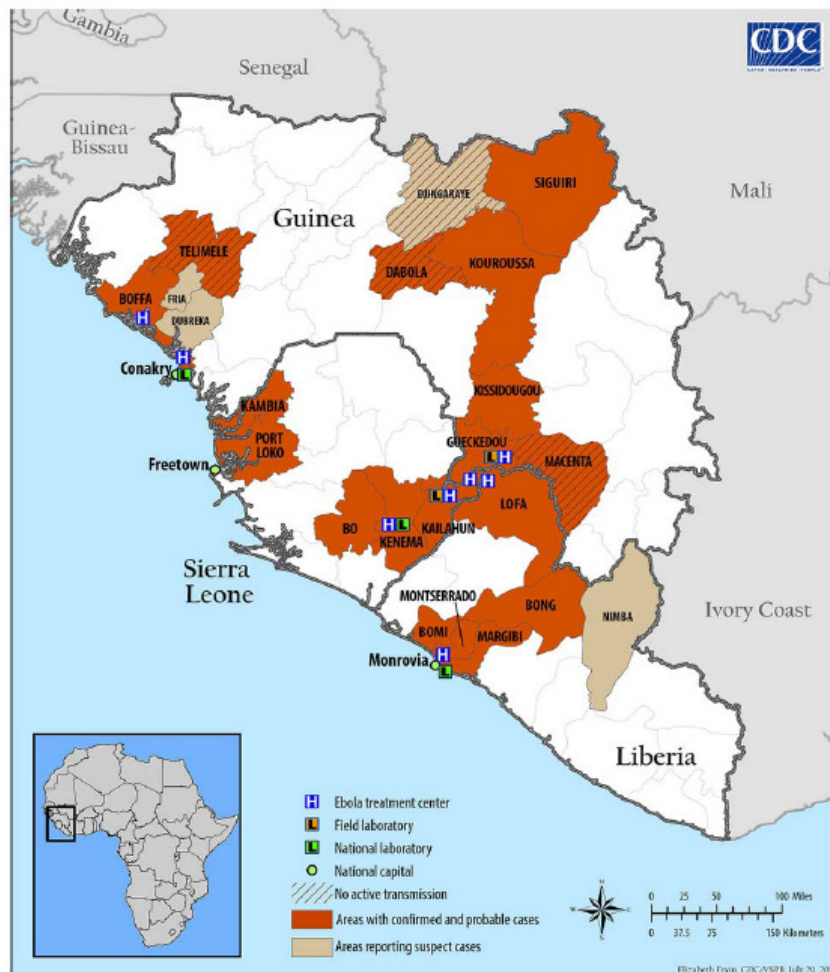 Gambia
CDC
Senegal
Guinea-
Bissau
Mali
Guinea
SIGUIRI
TELIMELE
DABOLA
KOUROUSSA
BOFFA
FRIA
DUBREKA
H
H
Conakry
L
KISSIDOUGOU
KAMBIA
PORT
LOKO
GUECKEDOU
L H
MACENTA
Freetown
H H
L H
LOFA
BO
H L
KENEMA
KAILAHUN
Sierra
Leone
MONTSERRADO
BONG
NIMBA
Ivory Coast
BOMI
MARGIBI
H
Monrovia
L
Liberia
H Ebola treatment center
L Field laboratory
L National laboratory
National capital
No active transmission
Areas with confirmed and probable cases
Areas reporting suspect cases
0 25 50 100 Miles
0 37.5 75 150 Kilometers